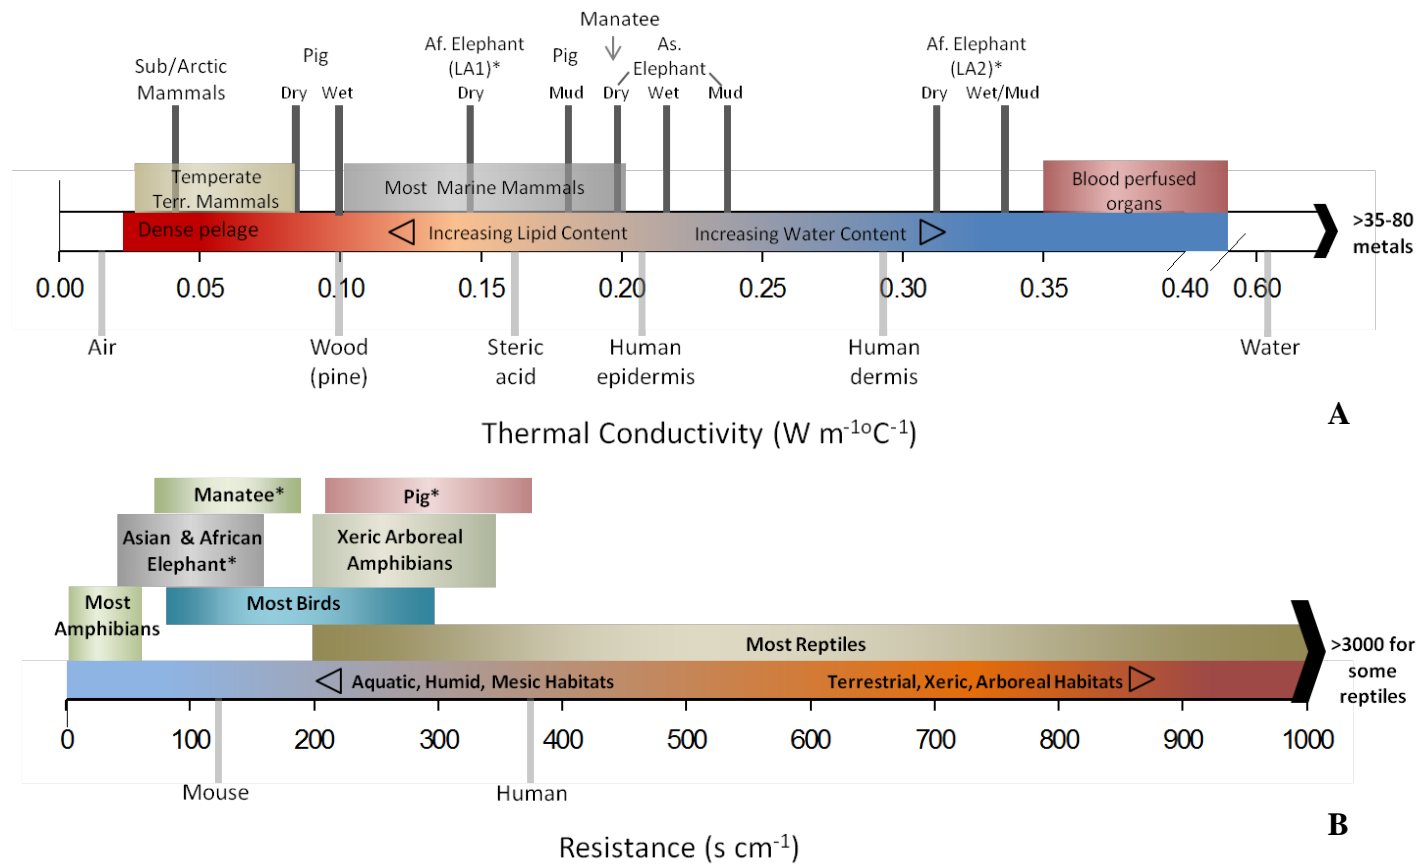 Manatee
Sub/Arctic
Mammals
Pig
Dry Wet
Af. Elephant
(LA1)*
Dry
Pig
Mud
As.
Elephant
Dry Wet Mud
Af. Elephant
(LA2)*
Dry Wet/Mud
Temperate
Terr. Mammals
Most Marine Mammals
Blood perfused
organs
Dense pelage
Increasing Lipid Content
Increasing Water Content
>35-80
metals
0.00 0.05 0.10 0.15 0.20 0.25 0.30 0.35 0.40 0.60
Air
Wood
(pine)
Steric
acid
Human
epidermis
Human
dermis
Water
A
Thermal Conductivity (W m-1oC-1)
Manatee*
Pig*
Asian & African
Elephant*
Xeric Arboreal
Amphibians
Most
Amphibians
Most Birds
Most Reptiles
Aquatic, Humid, Mesic Habitats
Terrestrial, Xeric, Arboreal Habitats
>3000 for
some
reptiles
0 100 200 300 400 500 600 700 800 900 1000
Mouse
Human
B
Resistance (s cm-1)